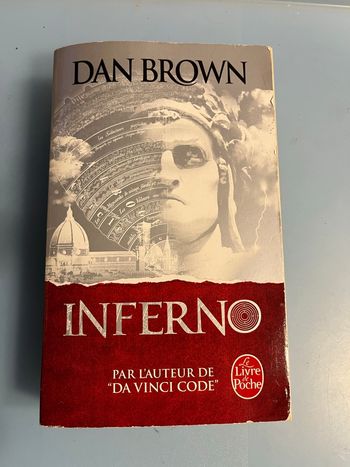 DAN BROWN
INFERNO
PAR L'AUTEUR DE
"DA VINCI CODE"
Le
Livre
de
Poche